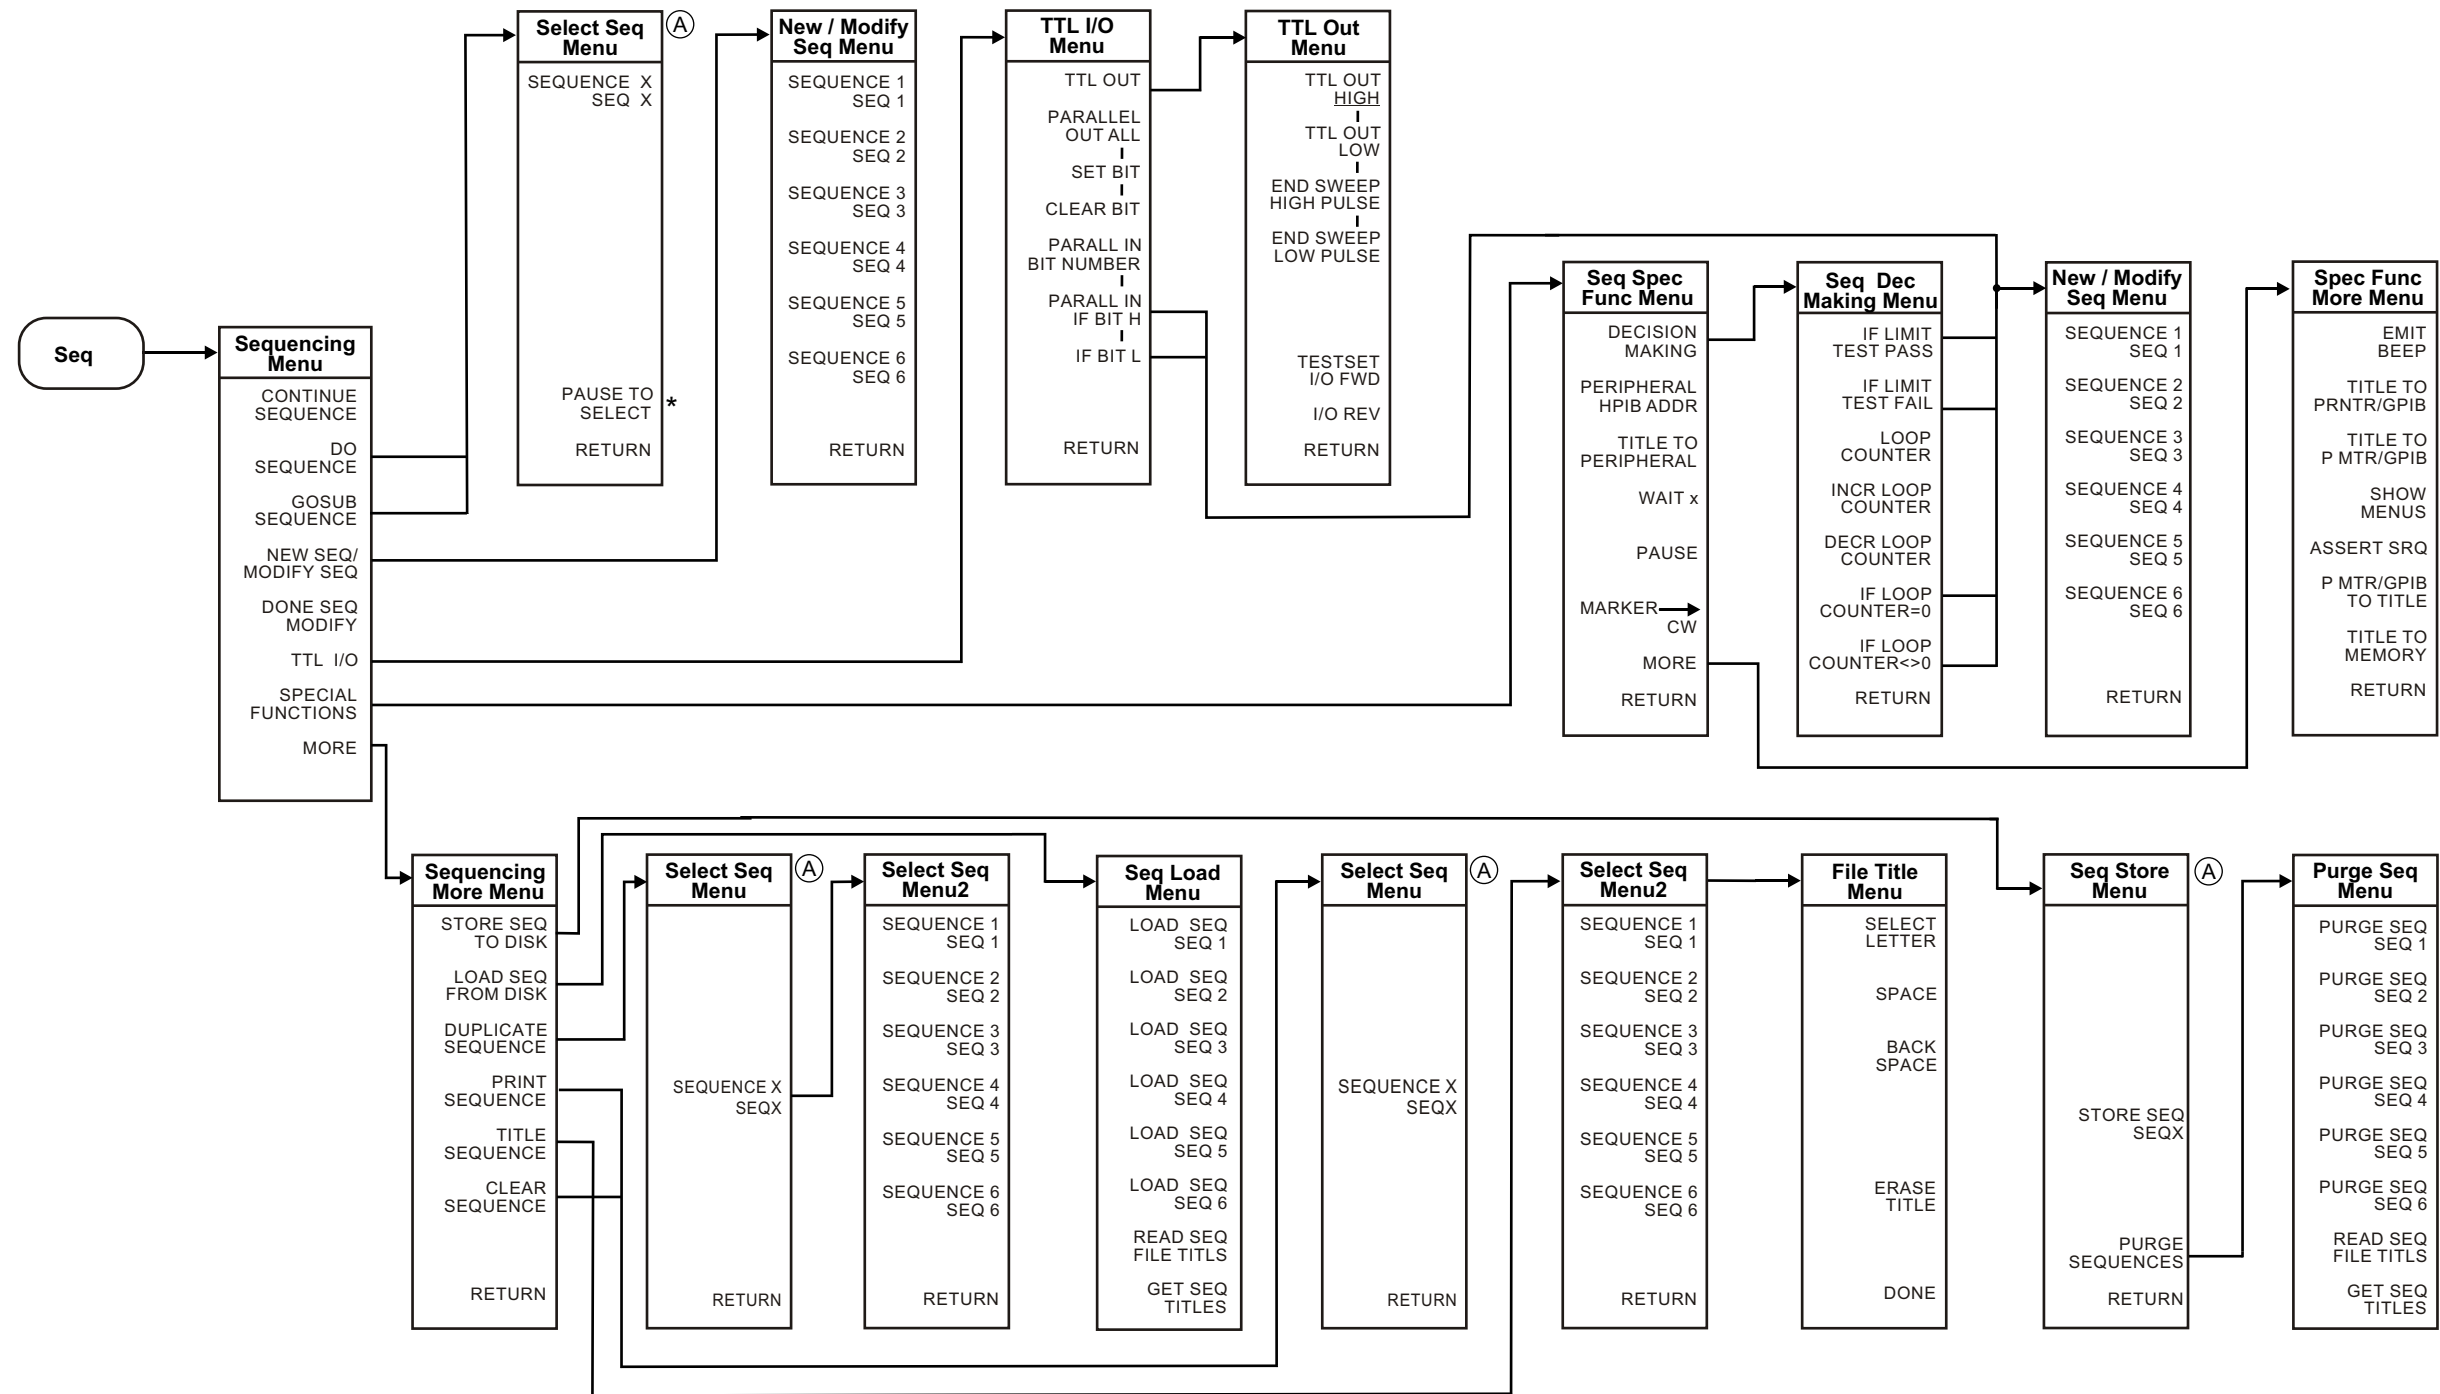 Seq
Sequencing
Menu
CONTINUE
SEQUENCE
DO
SEQUENCE
GOSUB
SEQUENCE
NEW SEQ/
MODIFY SEQ
DONE SEQ
MODIFY
TTL I/O
SPECIAL
FUNCTIONS
MORE
Select Seq
Menu
A
SEQUENCE X
SEQ X
PAUSE TO
SELECT *
RETURN
New / Modify
Seq Menu
SEQUENCE 1
SEQ 1
SEQUENCE 2
SEQ 2
SEQUENCE 3
SEQ 3
SEQUENCE 4
SEQ 4
SEQUENCE 5
SEQ 5
SEQUENCE 6
SEQ 6
RETURN
TTL I/O
Menu
TTL OUT
PARALLEL
OUT ALL
SET BIT
CLEAR BIT
PARALL IN
BIT NUMBER
PARALL IN
IF BIT H
IF BIT L
RETURN
TTL Out
Menu
TTL OUT
HIGH
TTL OUT
LOW
END SWEEP
HIGH PULSE
END SWEEP
LOW PULSE
TESTSET
I/O FWD
I/O REV
RETURN
Seq Spec
Func Menu
DECISION
MAKING
PERIPHERAL
HPIB ADDR
TITLE TO
PERIPHERAL
WAIT x
PAUSE
MARKER
CW
MORE
RETURN
Seq Dec
Making Menu
IF LIMIT
TEST PASS
IF LIMIT
TEST FAIL
LOOP
COUNTER
INCR LOOP
COUNTER
DECR LOOP
COUNTER
IF LOOP
COUNTER=0
IF LOOP
COUNTER<>0
RETURN
New / Modify
Seq Menu
SEQUENCE 1
SEQ 1
SEQUENCE 2
SEQ 2
SEQUENCE 3
SEQ 3
SEQUENCE 4
SEQ 4
SEQUENCE 5
SEQ 5
SEQUENCE 6
SEQ 6
RETURN
Spec Func
More Menu
EMIT
BEEP
TITLE TO
PRNTR/GPIB
TITLE TO
P MTR/GPIB
SHOW
MENUS
ASSERT SRQ
P MTR/GPIB
TO TITLE
TITLE TO
MEMORY
RETURN
Sequencing
More Menu
STORE SEQ
TO DISK
LOAD SEQ
FROM DISK
DUPLICATE
SEQUENCE
PRINT
SEQUENCE
TITLE
SEQUENCE
CLEAR
SEQUENCE
RETURN
Select Seq
Menu
A
SEQUENCE X
SEQX
RETURN
Select Seq
Menu2
SEQUENCE 1
SEQ 1
SEQUENCE 2
SEQ 2
SEQUENCE 3
SEQ 3
SEQUENCE 4
SEQ 4
SEQUENCE 5
SEQ 5
SEQUENCE 6
SEQ 6
RETURN
Seq Load
Menu
LOAD SEQ
SEQ 1
LOAD SEQ
SEQ 2
LOAD SEQ
SEQ 3
LOAD SEQ
SEQ 4
LOAD SEQ
SEQ 5
LOAD SEQ
SEQ 6
READ SEQ
FILE TITLS
GET SEQ
TITLES
Select Seq
Menu
A
SEQUENCE X
SEQX
RETURN
Select Seq
Menu2
SEQUENCE 1
SEQ 1
SEQUENCE 2
SEQ 2
SEQUENCE 3
SEQ 3
SEQUENCE 4
SEQ 4
SEQUENCE 5
SEQ 5
SEQUENCE 6
SEQ 6
RETURN
File Title
Menu
SELECT
LETTER
SPACE
BACK
SPACE
ERASE
TITLE
DONE
Seq Store
Menu
A
STORE SEQ
SEQX
PURGE
SEQUENCES
RETURN
Purge Seq
Menu
PURGE SEQ
SEQ 1
PURGE SEQ
SEQ 2
PURGE SEQ
SEQ 3
PURGE SEQ
SEQ 4
PURGE SEQ
SEQ 5
PURGE SEQ
SEQ 6
READ SEQ
FILE TITLS
GET SEQ
TITLES